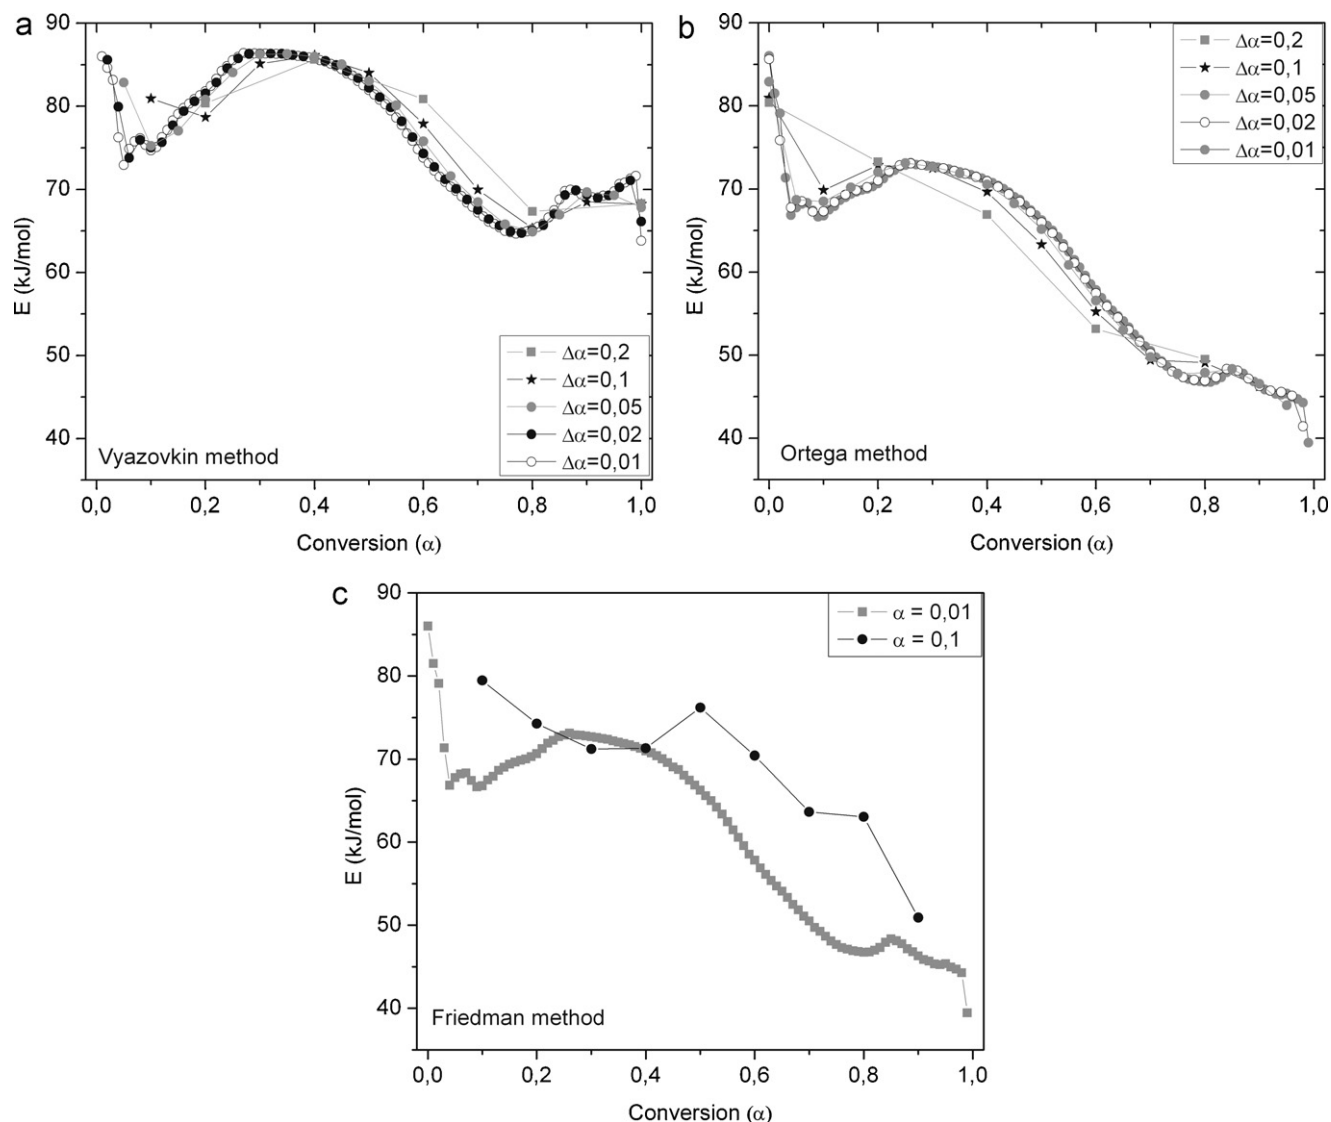 a
90
80
70
60
50
40
E (kJ/mol)
Δα=0,2
Δα=0,1
Δα=0,05
Δα=0,02
Δα=0,01
Vyazovkin method
0,0 0,2 0,4 0,6 0,8 1,0
Conversion (α)
b
90
80
70
60
50
40
E (kJ/mol)
Δα=0,2
Δα=0,1
Δα=0,05
Δα=0,02
Δα=0,01
Ortega method
0,0 0,2 0,4 0,6 0,8 1,0
Conversion (α)
c
90
80
70
60
50
40
E (kJ/mol)
α = 0,01
α = 0,1
Friedman method
0,0 0,2 0,4 0,6 0,8 1,0
Conversion (α)